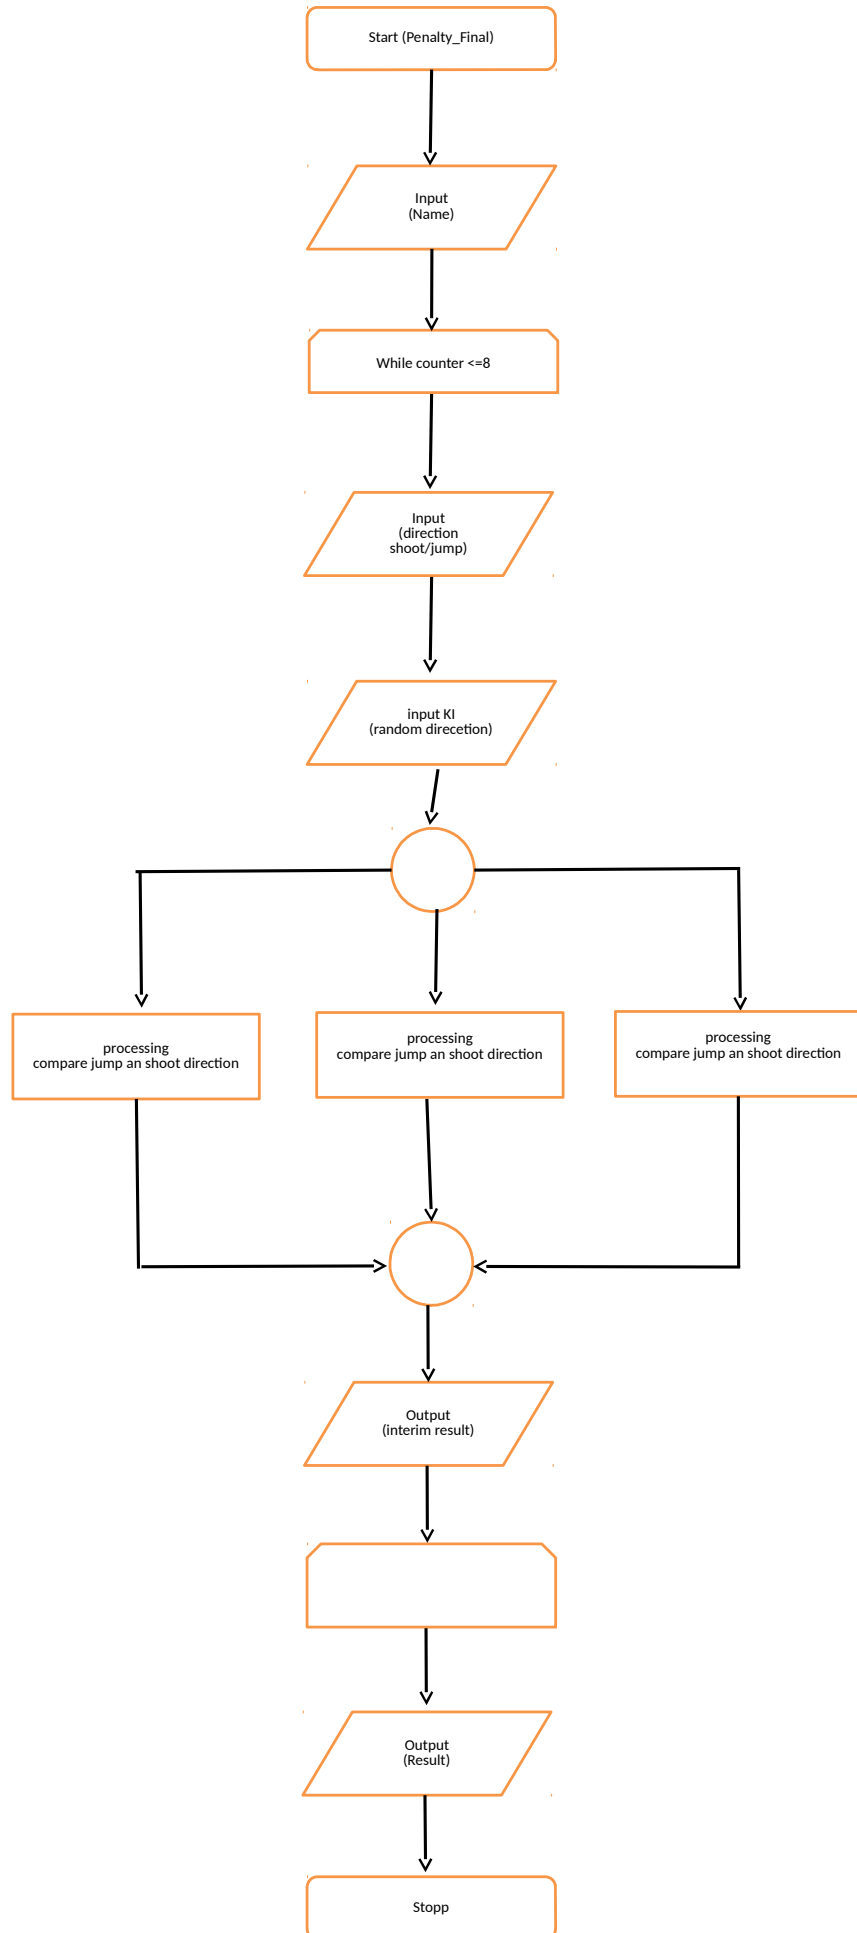 Start (Penalty_Final)
Input
(Name)
While counter <=8
Input
(direction
shoot/jump)
input KI
(random direcetion)
processing
compare jump an shoot direction
processing
compare jump an shoot direction
processing
compare jump an shoot direction
Output
(interim result)
Output
(Result)
Stopp